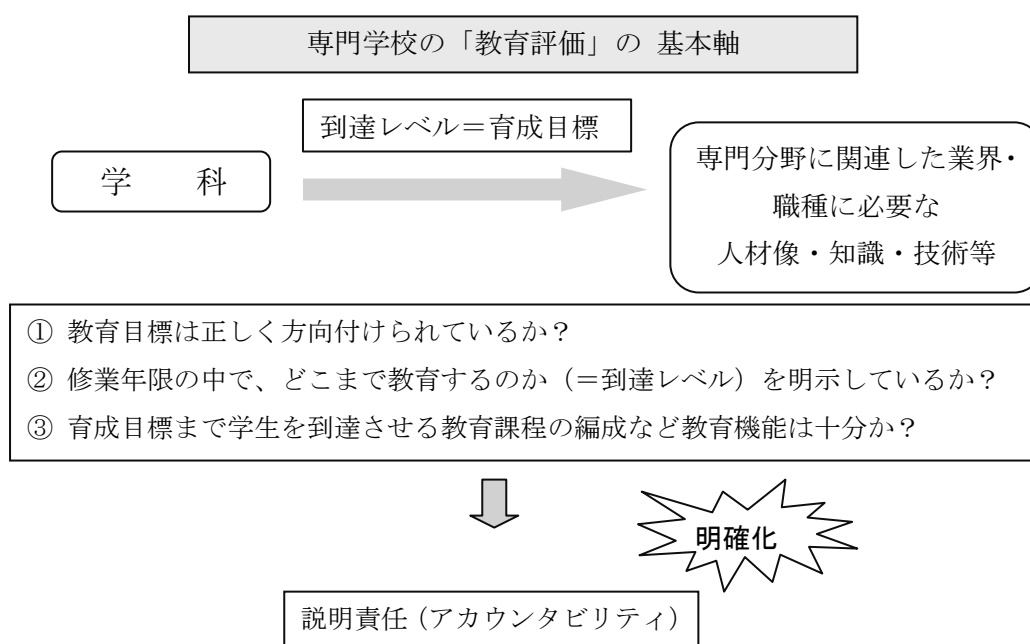 専門学校の「教育評価」の 基本軸
到達レベル＝育成目標
学　　科
専門分野に関連した業界・
職種に必要な
人材像・知識・技術等
① 教育目標は正しく方向付けられているか？
② 修業年限の中で、どこまで教育するのか（＝到達レベル）を明示しているか？
③ 育成目標まで学生を到達させる教育課程の編成など教育機能は十分か？
明確化
説明責任（アカウンタビリティ）